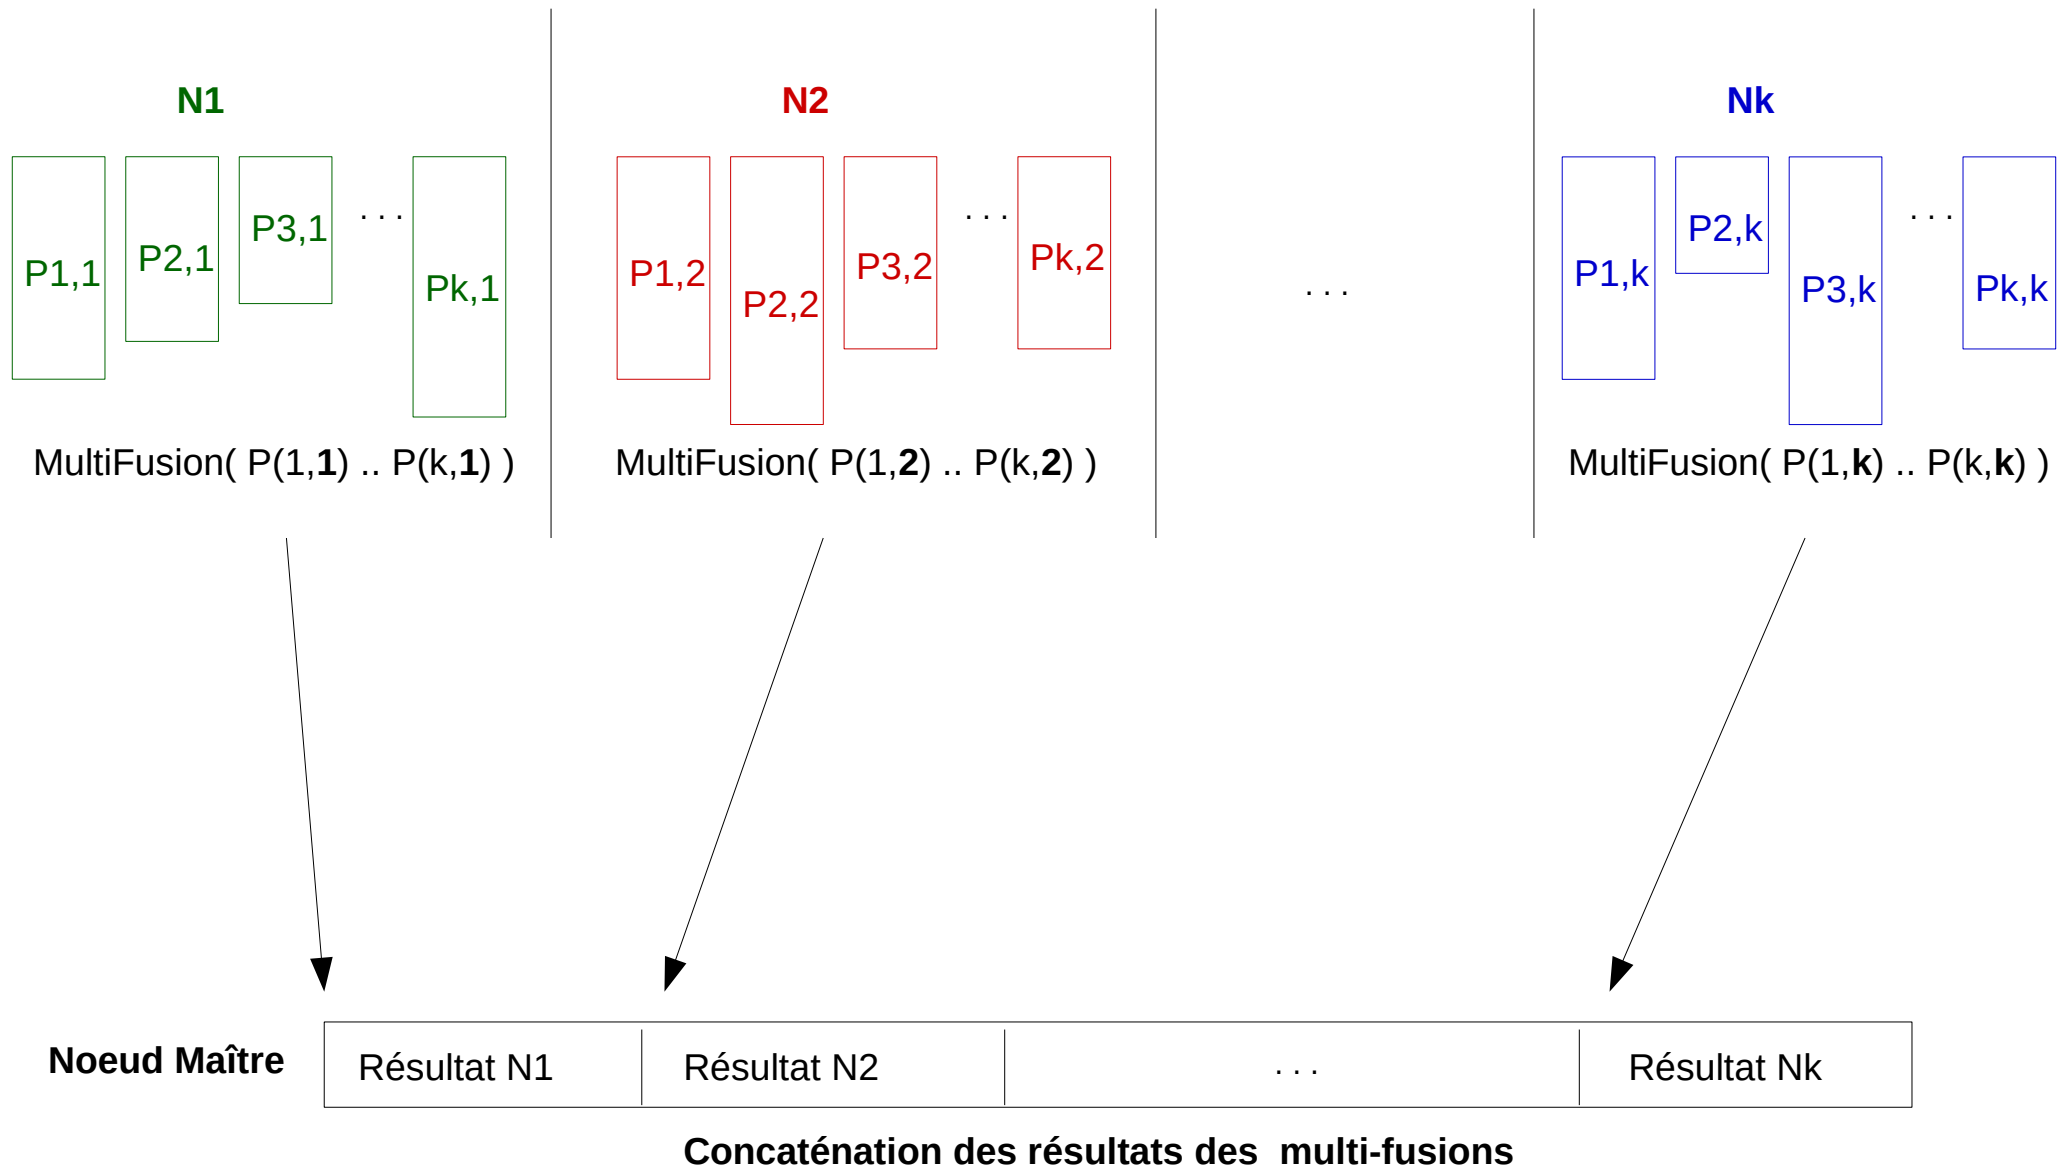 N1
N2
Nk
P1,1
P2,1
P3,1
. . .
Pk,1
P1,2
P2,2
P3,2
. . .
Pk,2
. . .
P1,k
P2,k
P3,k
. . .
Pk,k
MultiFusion( P(1,1) .. P(k,1) )
MultiFusion( P(1,2) .. P(k,2) )
MultiFusion( P(1,k) .. P(k,k) )
Noeud Maître
Résultat N1
Résultat N2
. . .
Résultat Nk
Concaténation des résultats des  multi-fusions